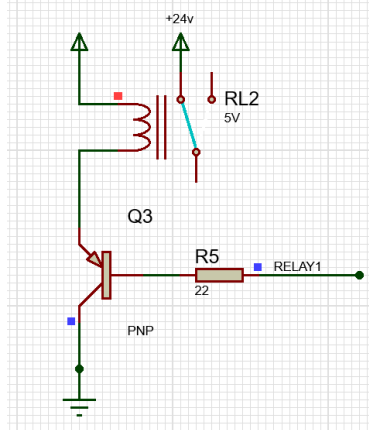 +24v
RL2
5V
Q3
R5
RELAY1
22
PNP